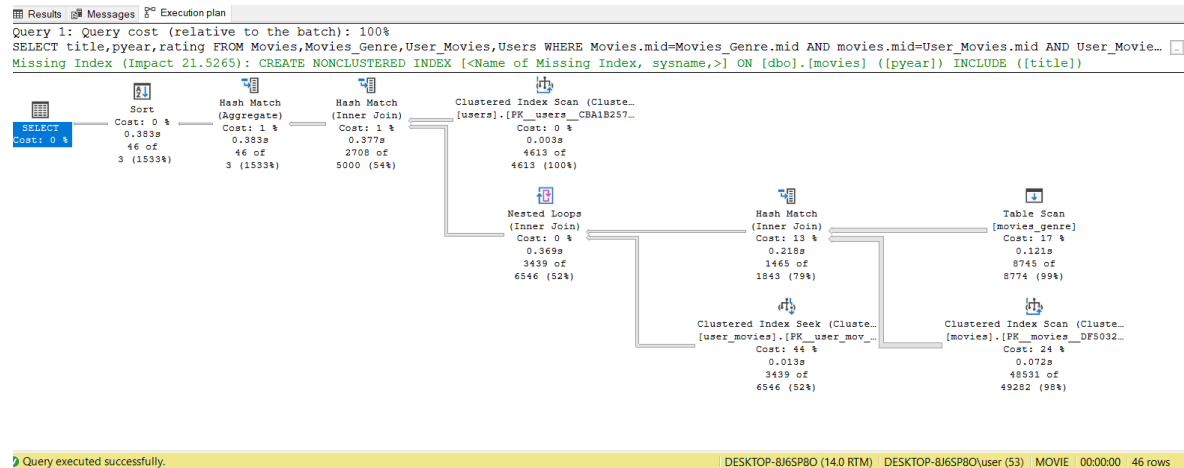 Results Messages Execution plan
Query 1: Query cost (relative to the batch): 100%
SELECT title,pyear,rating FROM Movies,Movies_Genre,User_Movies,Users WHERE Movies.mid=Movies_Genre.mid AND movies.mid=User_Movies.mid AND User_Movie…
Missing Index (Impact 21.5265): CREATE NONCLUSTERED INDEX [<Name of Missing Index, sysname,>] ON [dbo].[movies] ([pyear]) INCLUDE ([title])
SELECT
Cost: 0 %
Sort
Cost: 0 %
0.383s
46 of
3 (1533%)
Hash Match
(Aggregate)
Cost: 1 %
0.383s
46 of
3 (1533%)
Hash Match
(Inner Join)
Cost: 1 %
0.377s
2708 of
5000 (54%)
Clustered Index Scan (Cluste…
[users].[PK__users__CBA1B257…
Cost: 0 %
0.003s
4613 of
4613 (100%)
Nested Loops
(Inner Join)
Cost: 0 %
0.369s
3439 of
6546 (52%)
Hash Match
(Inner Join)
Cost: 13 %
0.218s
1465 of
1843 (79%)
Table Scan
[movies_genre]
Cost: 17 %
0.121s
8745 of
8774 (99%)
Clustered Index Seek (Cluste…
[user_movies].[PK__user_mov_…
Cost: 44 %
0.013s
3439 of
6546 (52%)
Clustered Index Scan (Cluste…
[movies].[PK__movies__DF5032…
Cost: 24 %
0.072s
48531 of
49282 (98%)
Query executed successfully.
DESKTOP-8J6SP8O (14.0 RTM) DESKTOP-8J6SP8O\user (53) MOVIE 00:00:00 46 rows